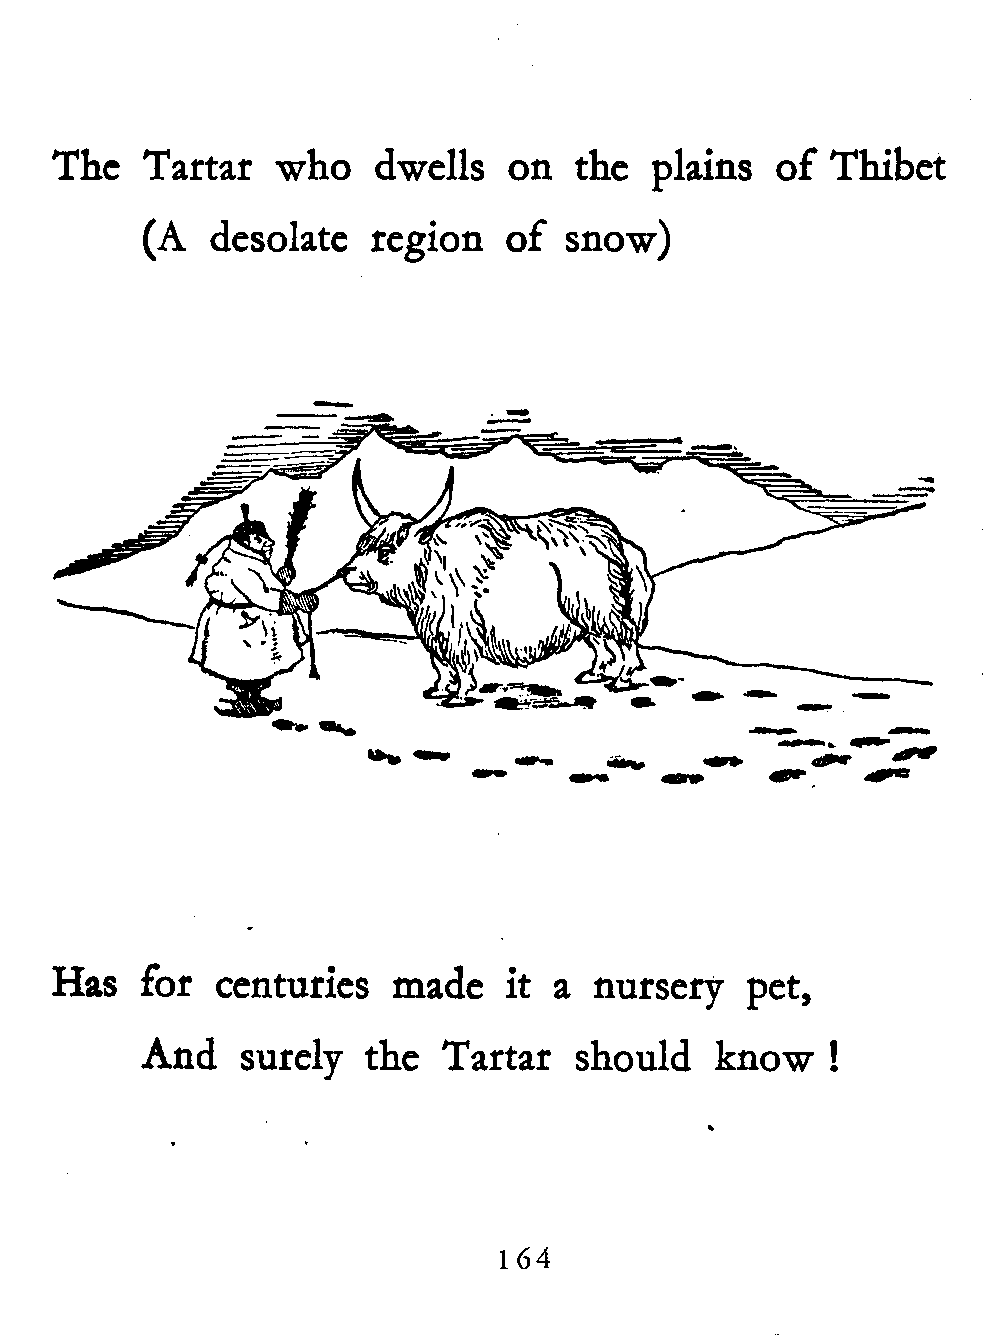 The Tartar who dwells on the plains of Thibet
(A desolate region of snow)
Has for centuries made it a nursery pet,
And surely the Tartar should know !
164